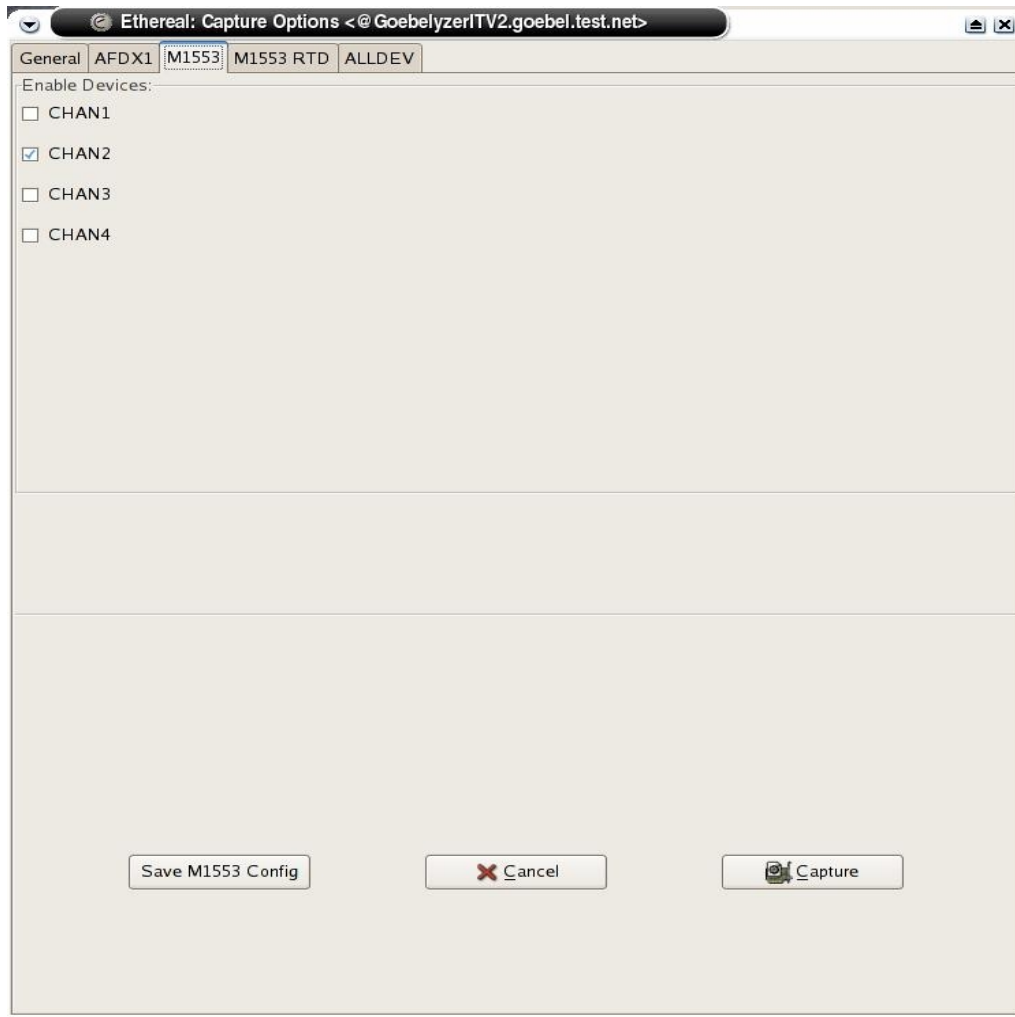 Ethereal: Capture Options <@GoebelyzerITV2.goebel.test.net>
General AFDX1 M1553 M1553 RTD ALLDEV
Enable Devices:
CHAN1
CHAN2
CHAN3
CHAN4
Save M1553 Config Cancel Capture